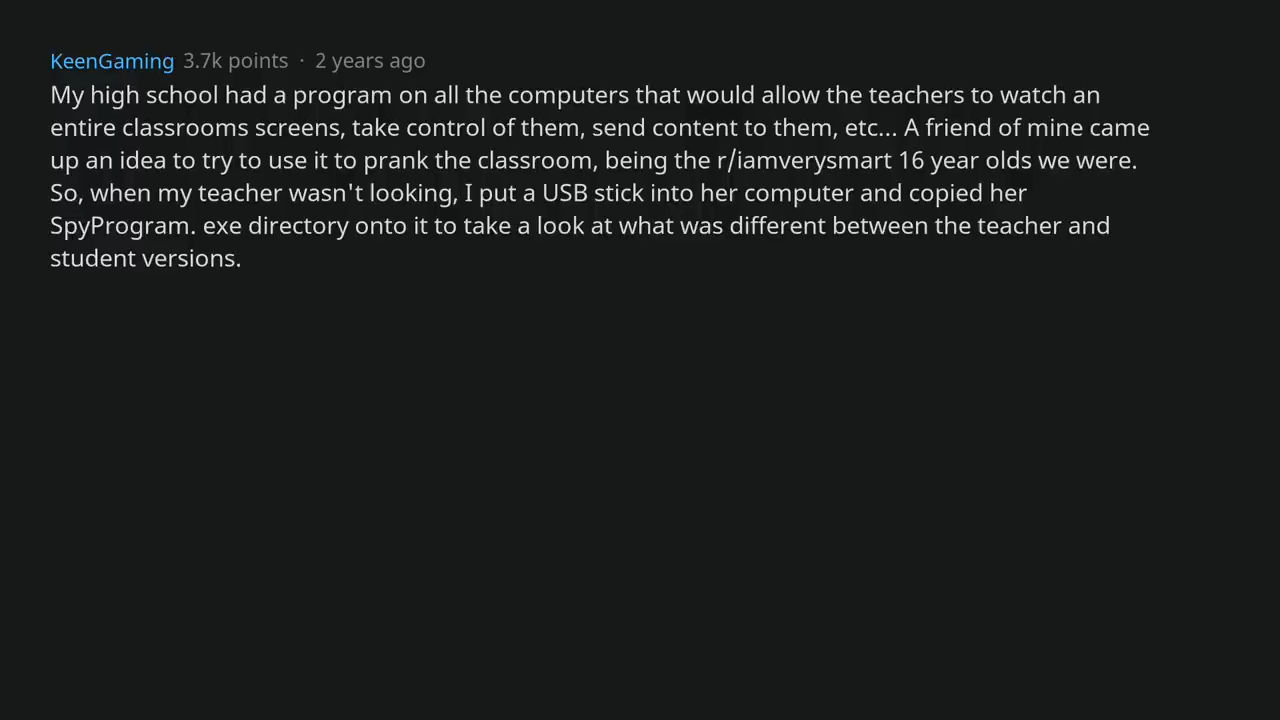 KeenGaming 3.7k points · 2 years ago
My high school had a program on all the computers that would allow the teachers to watch an
entire classrooms screens, take control of them, send content to them, etc... A friend of mine came
up an idea to try to use it to prank the classroom, being the r/iamverysmart 16 year olds we were.
So, when my teacher wasn't looking, I put a USB stick into her computer and copied her
SpyProgram. exe directory onto it to take a look at what was different between the teacher and
student versions.